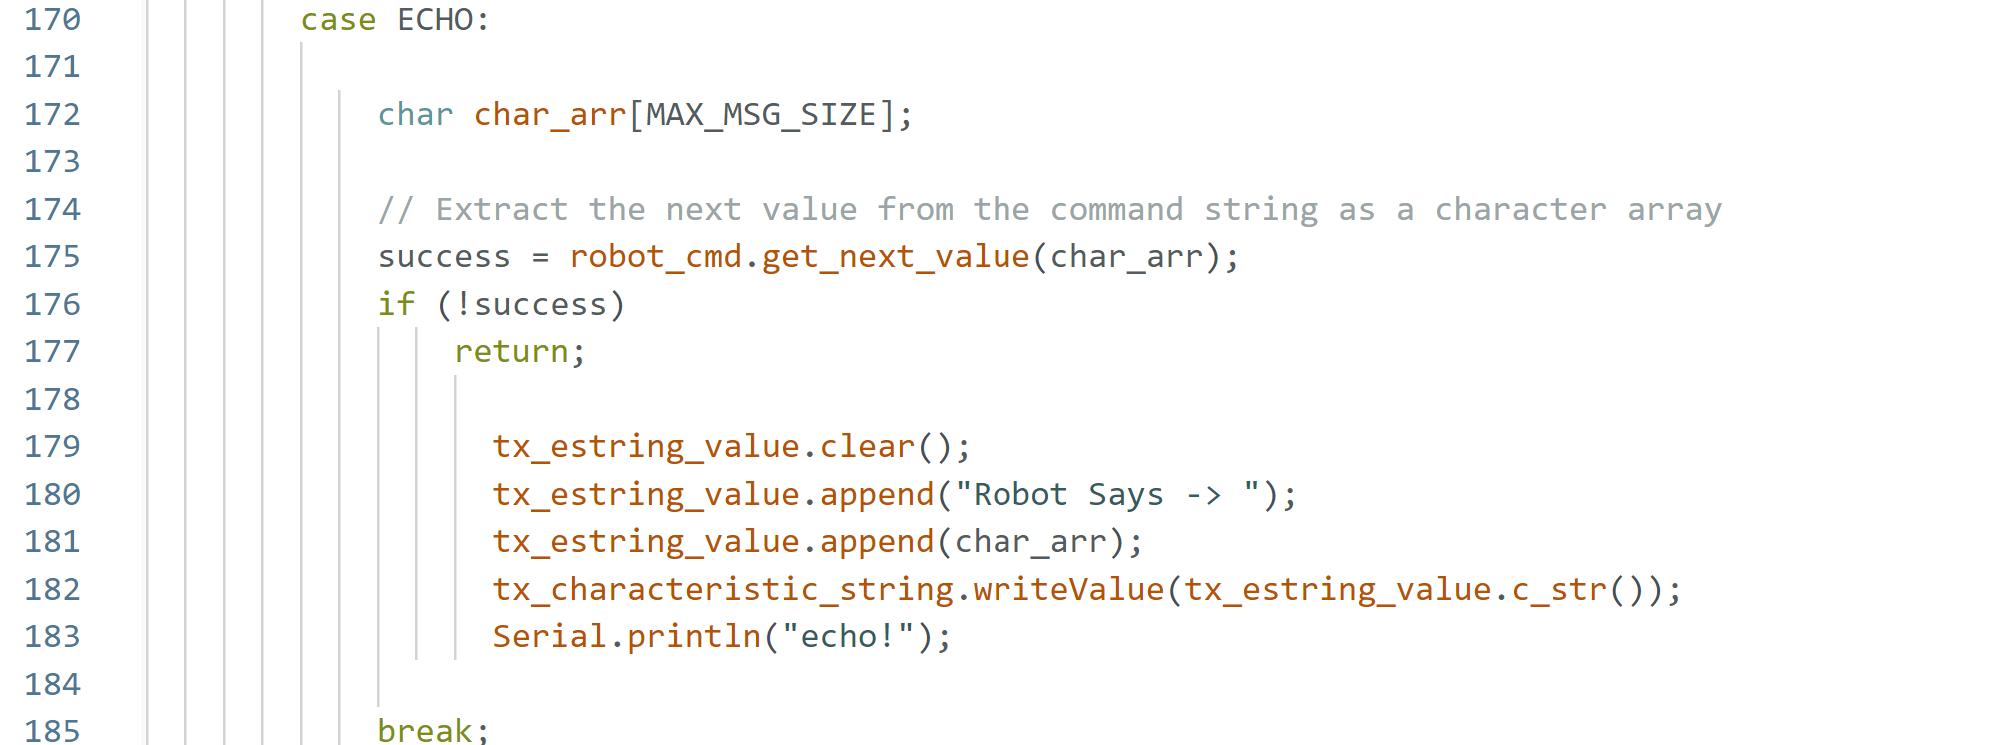 170 case ECHO:
171
172 char char_arr[MAX_MSG_SIZE];
173
174 // Extract the next value from the command string as a character array
175 success = robot_cmd.get_next_value(char_arr);
176 if (!success)
177 return;
178
179 tx_estring_value.clear();
180 tx_estring_value.append("Robot Says -> ");
181 tx_estring_value.append(char_arr);
182 tx_characteristic_string.writeValue(tx_estring_value.c_str());
183 Serial.println("echo!");
184
185 break;